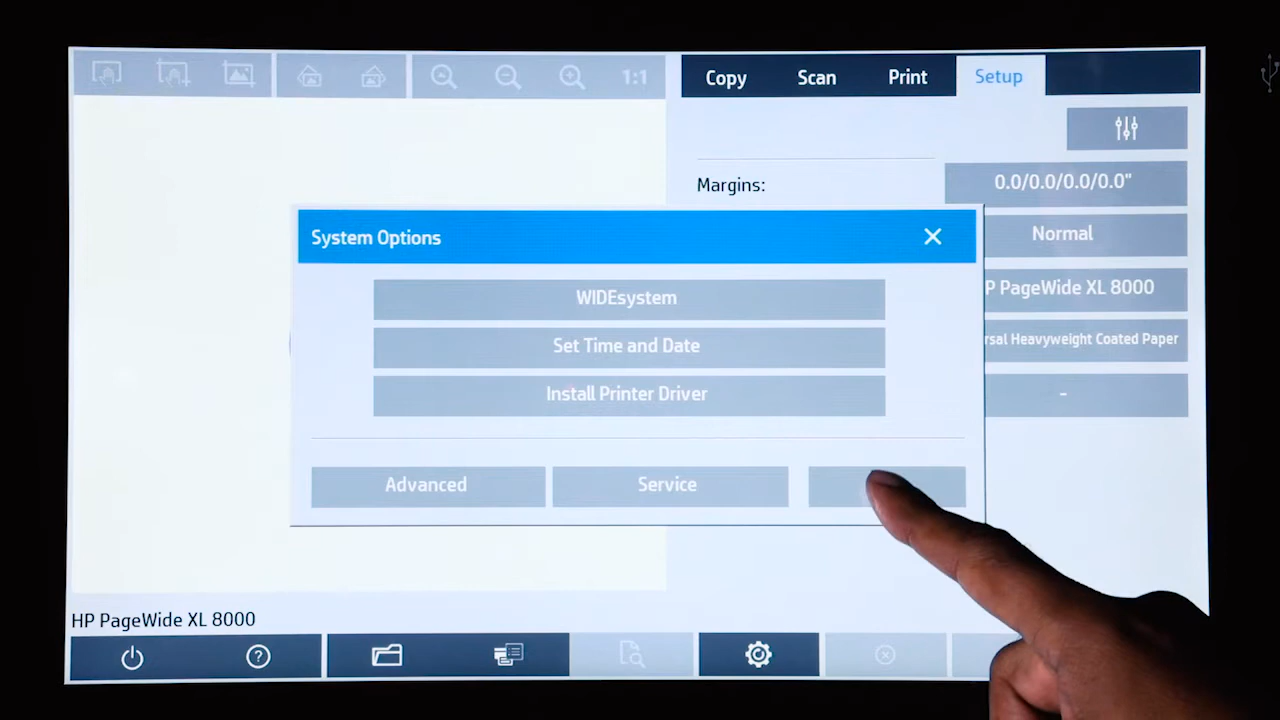 1:1
Copy
Scan
Print
Setup
Margins:
0.0/0.0/0.0/0.0"
Normal
System Options
WIDEsystem
PageWide XL 8000
Set Time and Date
Heavyweight Coated Paper
Install Printer Driver
-
Advanced
Service
HP PageWide XL 8000